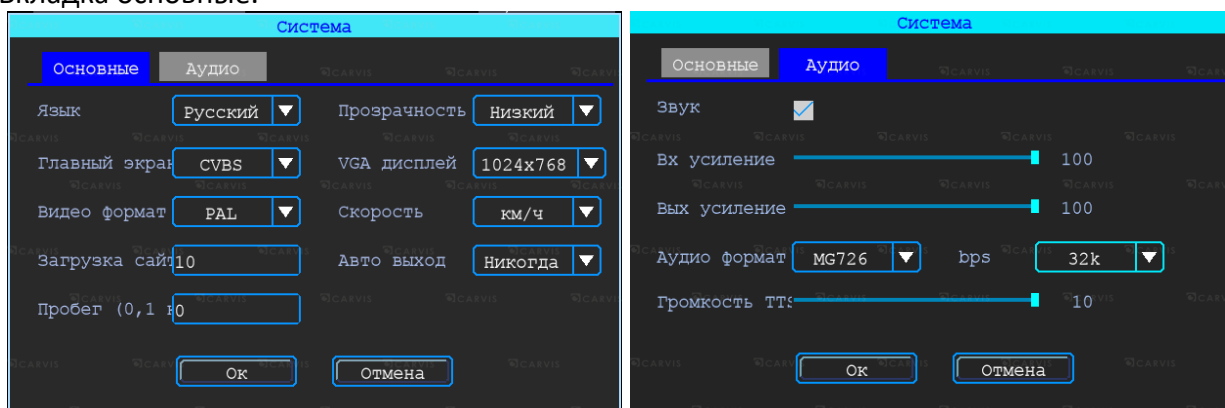 Вкладка основные:
Система
Основные Аудио
Язык Русский Прозрачность Низкий
Главный экран CVBS VGA дисплей 1024x768
Видео формат PAL Скорость км/ч
Загрузка сайт 10 Авто выход Никогда
Пробег (0,1 к 0
Ок Отмена
Система
Основные Аудио
Звук
Вх усиление 100
Вых усиление 100
Аудио формат MG726 bps 32k
Громкость TTS 10
Ок Отмена
CARVIS